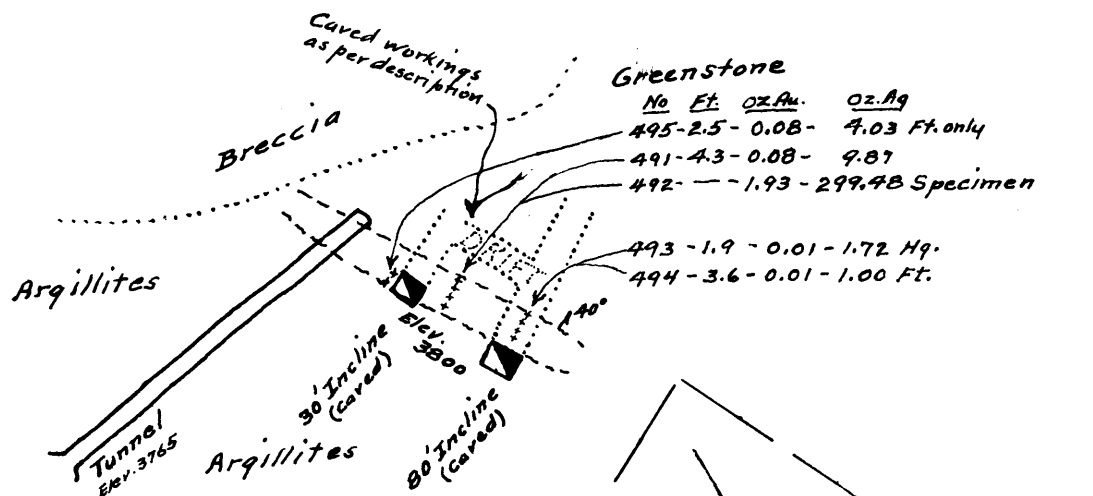 Caved workings
as per description
Greenstone
No Ft. oz Au. oz. Ag
495-2.5-0.08- 4.03 Ft. only
491-4.3-0.08- 9.87
492- — -1.93-299.48 Specimen
Breccia
DRIFT
493-1.9-0.01-1.72 Hg.
494-3.6-0.01-1.00 Ft.
Argillites
40°
Elev.
3800
30' Incline
(caved)
80' Incline
(caved)
Tunnel
Elev. 3765
Argillites